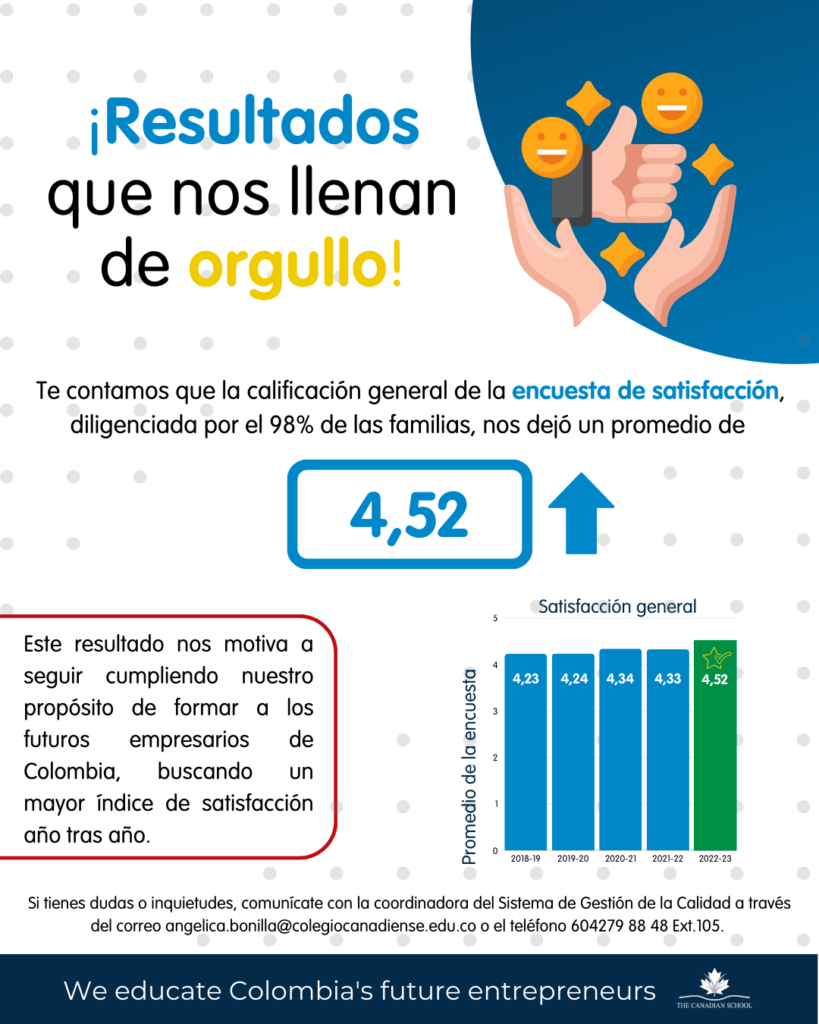 ¡Resultados
que nos llenan
de orgullo!
Te contamos que la calificación general de la encuesta de satisfacción,
diligenciada por el 98% de las familias, nos dejó un promedio de
4,52
Este resultado nos motiva a
seguir cumpliendo nuestro
propósito de formar a los
futuros empresarios de
Colombia, buscando un
mayor índice de satisfacción
año tras año.
Satisfacción general
Promedio de la encuesta
5
4
3
2
1
0
4,23
4,24
4,34
4,33
4,52
2018-19
2019-20
2020-21
2021-22
2022-23
Si tienes dudas o inquietudes, comunícate con la coordinadora del Sistema de Gestión de la Calidad a través
del correo angelica.bonilla@colegiocanadiense.edu.co o el teléfono 604279 88 48 Ext.105.
We educate Colombia's future entrepreneurs
THE CANADIAN SCHOOL